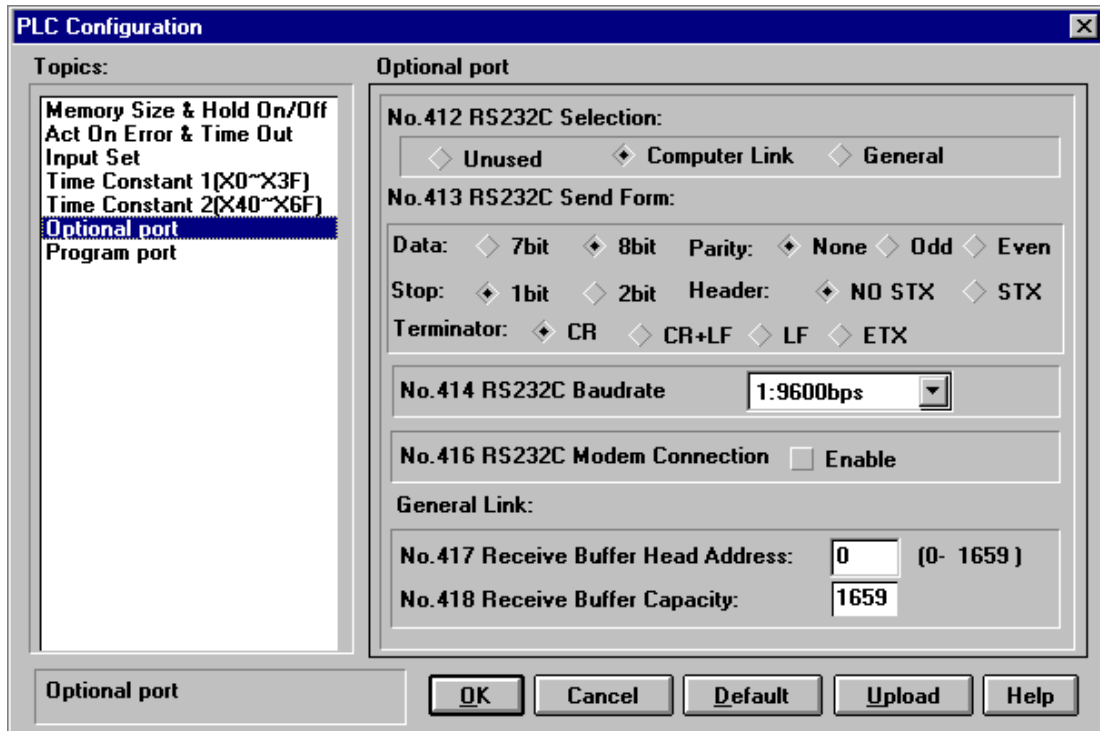 PLC Configuration
Topics:
Memory Size & Hold On/Off
Act On Error & Time Out
Input Set
Time Constant 1(X0~X3F)
Time Constant 2(X40~X6F)
Optional port
Program port
Optional port
No.412 RS232C Selection:
Unused Computer Link General
No.413 RS232C Send Form:
Data: 7bit 8bit Parity: None Odd Even
Stop: 1bit 2bit Header: NO STX STX
Terminator: CR CR+LF LF ETX
No.414 RS232C Baudrate 1:9600bps
No.416 RS232C Modem Connection Enable
General Link:
No.417 Receive Buffer Head Address: 0 (0- 1659 )
No.418 Receive Buffer Capacity: 1659
Optional port
OK Cancel Default Upload Help